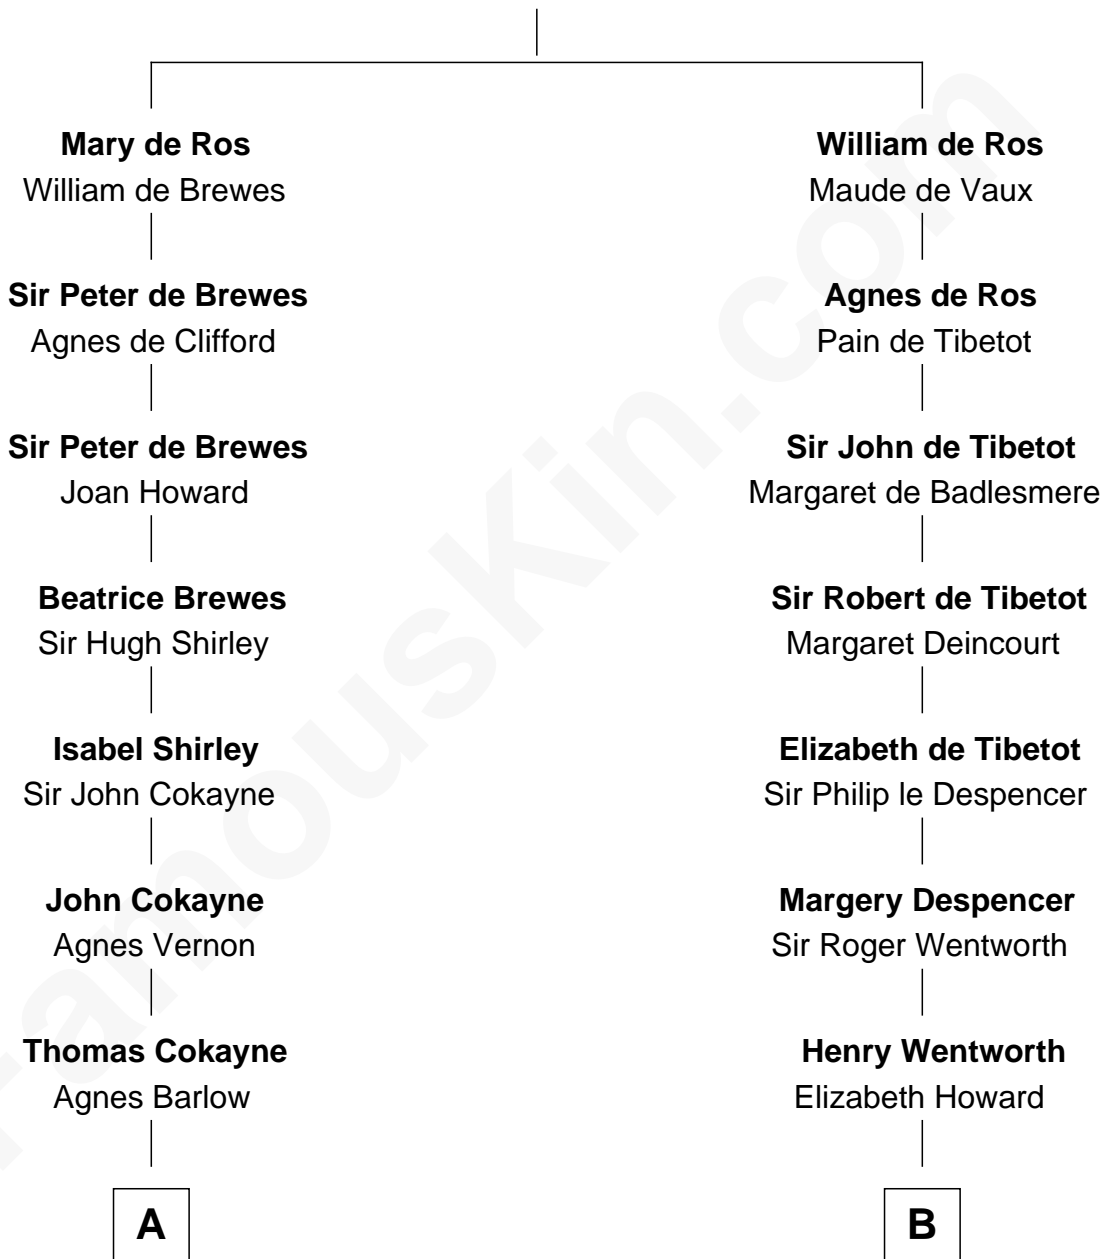 Mary de Ros
William de Brewes
Sir Peter de Brewes
Agnes de Clifford
Sir Peter de Brewes
Joan Howard
Beatrice Brewes
Sir Hugh Shirley
Isabel Shirley
Sir John Cokayne
John Cokayne
Agnes Vernon
Thomas Cokayne
Agnes Barlow
A
William de Ros
Maude de Vaux
Agnes de Ros
Pain de Tibetot
Sir John de Tibetot
Margaret de Badlesmere
Sir Robert de Tibetot
Margaret Deincourt
Elizabeth de Tibetot
Sir Philip le Despencer
Margery Despencer
Sir Roger Wentworth
Henry Wentworth
Elizabeth Howard
B
FamousKin.com